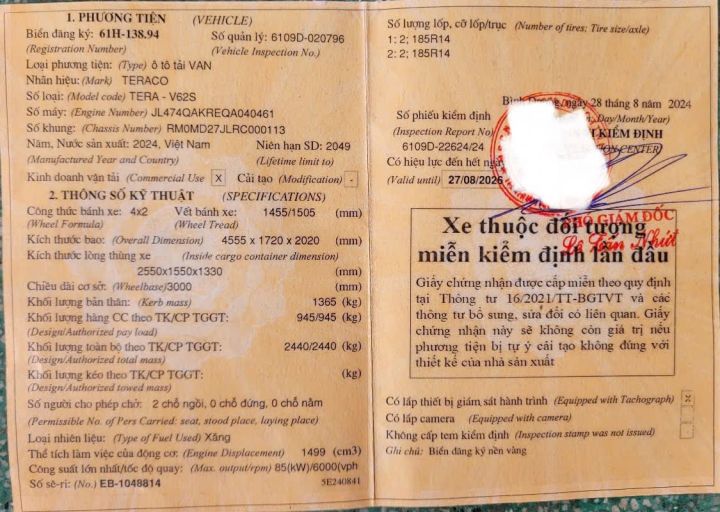 1. PHƯƠNG TIỆN (VEHICLE)
Biển đăng ký: 61H-138.94 Số quản lý: 6109D-020796
(Registration Number) (Vehicle Inspection No.)
Loại phương tiện: (Type) ô tô tải VAN
Nhãn hiệu: (Mark) TERACO
Số loại: (Model code) TERA - V62S
Số máy: (Engine Number) JL474QAKREQA040461
Số khung: (Chassis Number) RM0MD27JLRC000113
Năm, Nước sản xuất: 2024, Việt Nam Niên hạn SD: 2049
(Manufactured Year and Country) (Lifetime limit to)
Kinh doanh vận tải (Commercial Use X Cải tạo (Modification) -
2. THÔNG SỐ KỸ THUẬT (SPECIFICATIONS)
Công thức bánh xe: 4x2 Vết bánh xe: 1455/1505 (mm)
(Wheel Formula) (Wheel Tread)
Kích thước bao: (Overall Dimension) 4555 x 1720 x 2020 (mm)
Kích thước lòng thùng xe (Inside cargo container dimension)
2550x1550x1330 (mm)
Chiều dài cơ sở: (Wheelbase)3000 (mm)
Khối lượng bản thân: (Kerb mass) 1365 (kg)
Khối lượng hàng CC theo TK/CP TGGT: 945/945 (kg)
(Design/Authorized pay load)
Khối lượng toàn bộ theo TK/CP TGGT: 2440/2440 (kg)
(Design/Authorized total mass)
Khối lượng kéo theo TK/CP TGGT: (kg)
(Design/Authorized towed mass)
Số người cho phép chở: 2 chỗ ngồi, 0 chỗ đứng, 0 chỗ nằm
(Permissible No. of Pers Carried: seat, stood place, laying place)
Loại nhiên liệu: (Type of Fuel Used) Xăng
Thể tích làm việc của động cơ: (Engine Displacement) 1499 (cm3)
Công suất lớn nhất/tốc độ quay: (Max. output/rpm) 85(kW)/6000(vph
Số sê-ri: (No.) EB-1048814 5E240841
Số lượng lốp, cỡ lốp/trục (Number of tires: Tire size/axle)
1: 2; 185R14
2: 2; 185R14
Bình Dương, ngày 28 tháng 8 năm 2024
Số phiếu kiểm định Day/Month/Year)
(Inspection Report No) KIỂM ĐỊNH
6109D-22624/24 CENTER)
Có hiệu lực đến hết
(Valid until) 27/08/2026
PHÓ GIÁM ĐỐC
Lê Tấn Nhứt
Xe thuộc đối tượng
miễn kiểm định lần đầu
Giấy chứng nhận được cấp miễn theo quy định
tại Thông tư 16/2021/TT-BGTVT và các
thông tư bổ sung, sửa đổi có liên quan. Giấy
chứng nhận này sẽ không còn giá trị nếu
phương tiện bị tự ý cải tạo không đúng với
thiết kế của nhà sản xuất
Có lắp thiết bị giám sát hành trình (Equipped with Tachograph) x
Có lắp camera (Equipped with camera)
Không cấp tem kiểm định (Inspection stamp was not issued)
Ghi chú: Biển đăng ký nền vàng